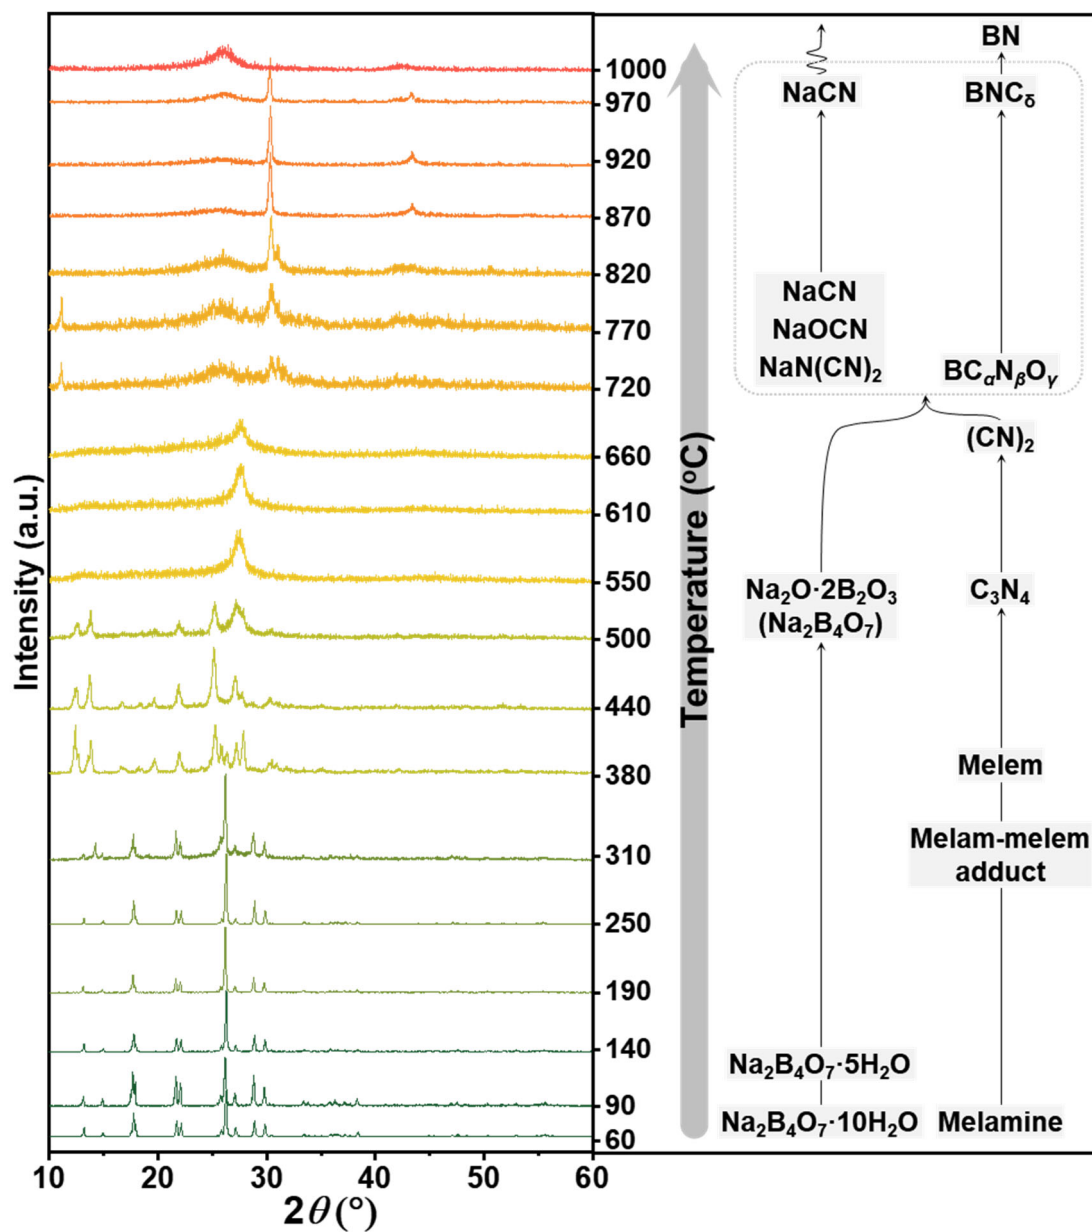 Intensity (a.u.)
1000
970
920
870
820
770
720
660
610
550
500
440
380
310
250
190
140
90
60
10 20 30 40 50 60
2θ (°)
Temperature (ºC)
NaCN
BN
BNCδ
NaCN
NaOCN
NaN(CN)₂
BCαNβOγ
(CN)₂
Na₂O·2B₂O₃
(Na₂B₄O₇)
C₃N₄
Melem
Melam-melem
adduct
Na₂B₄O₇·5H₂O
Na₂B₄O₇·10H₂O
Melamine